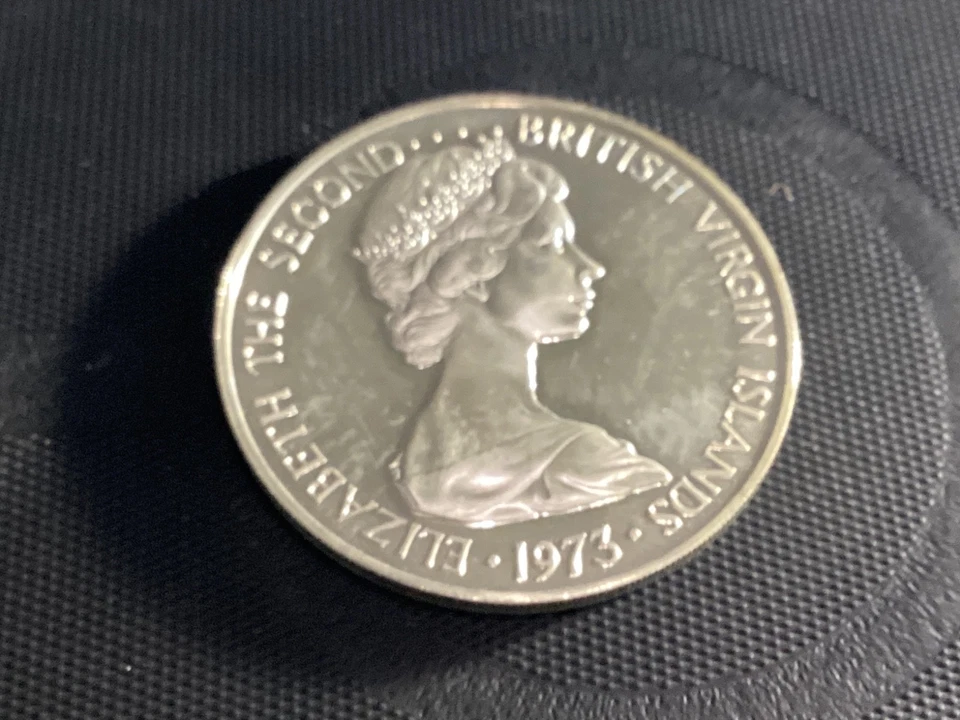 ELIZABETH THE SECOND..... BRITISH VIRGIN ISLANDS
· 1973 ·